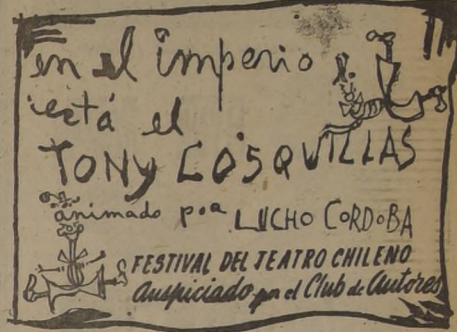 en el imperio
está el
TONY COSQUILLAS
animado por LUCHO CORDOBA
FESTIVAL DEL TEATRO CHILENO
auspiciado por el Club de Autores